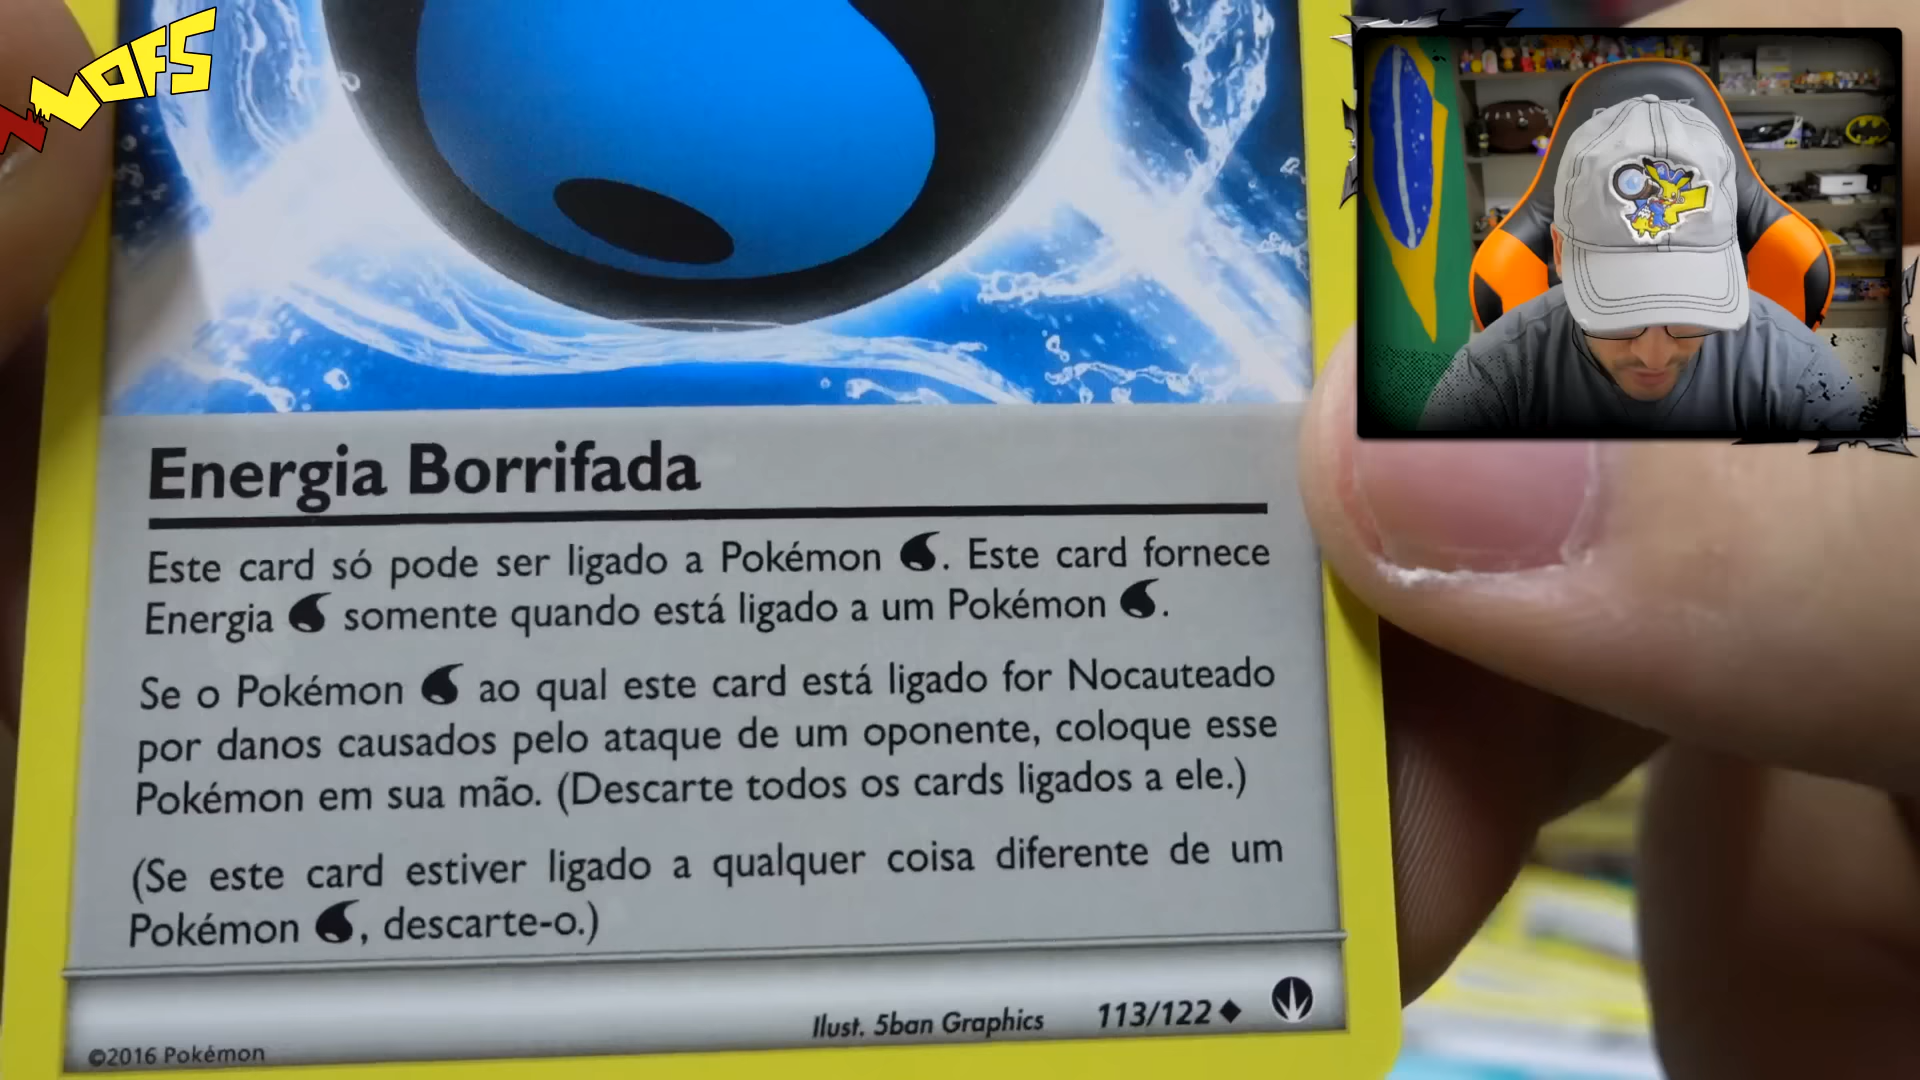 LOFS
Energia Borrifada
Este card só pode ser ligado a Pokémon . Este card fornece
Energia somente quando está ligado a um Pokémon .
Se o Pokémon ao qual este card está ligado for Nocauteado
por danos causados pelo ataque de um oponente, coloque esse
Pokémon em sua mão. (Descarte todos os cards ligados a ele.)
(Se este card estiver ligado a qualquer coisa diferente de um
Pokémon , descarte-o.)
Ilust. 5ban Graphics 113/122
©2016 Pokémon